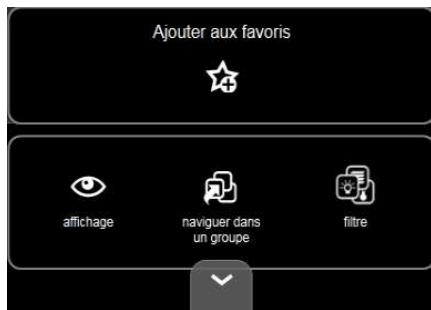 Ajouter aux favoris
affichage
naviguer dans
un groupe
filtre